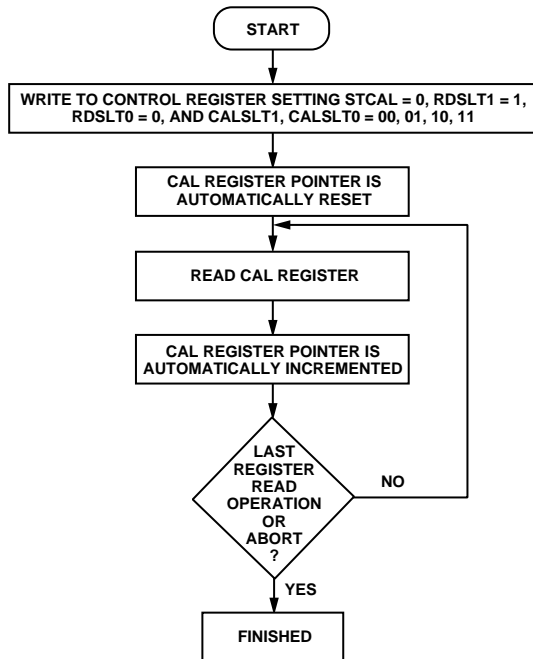 START
WRITE TO CONTROL REGISTER SETTING STCAL = 0, RDSLT1 = 1,
RDSLT0 = 0, AND CALSLT1, CALSLT0 = 00, 01, 10, 11
CAL REGISTER POINTER IS
AUTOMATICALLY RESET
READ CAL REGISTER
CAL REGISTER POINTER IS
AUTOMATICALLY INCREMENTED
LAST
REGISTER
READ
OPERATION
OR
ABORT
?
NO
YES
FINISHED